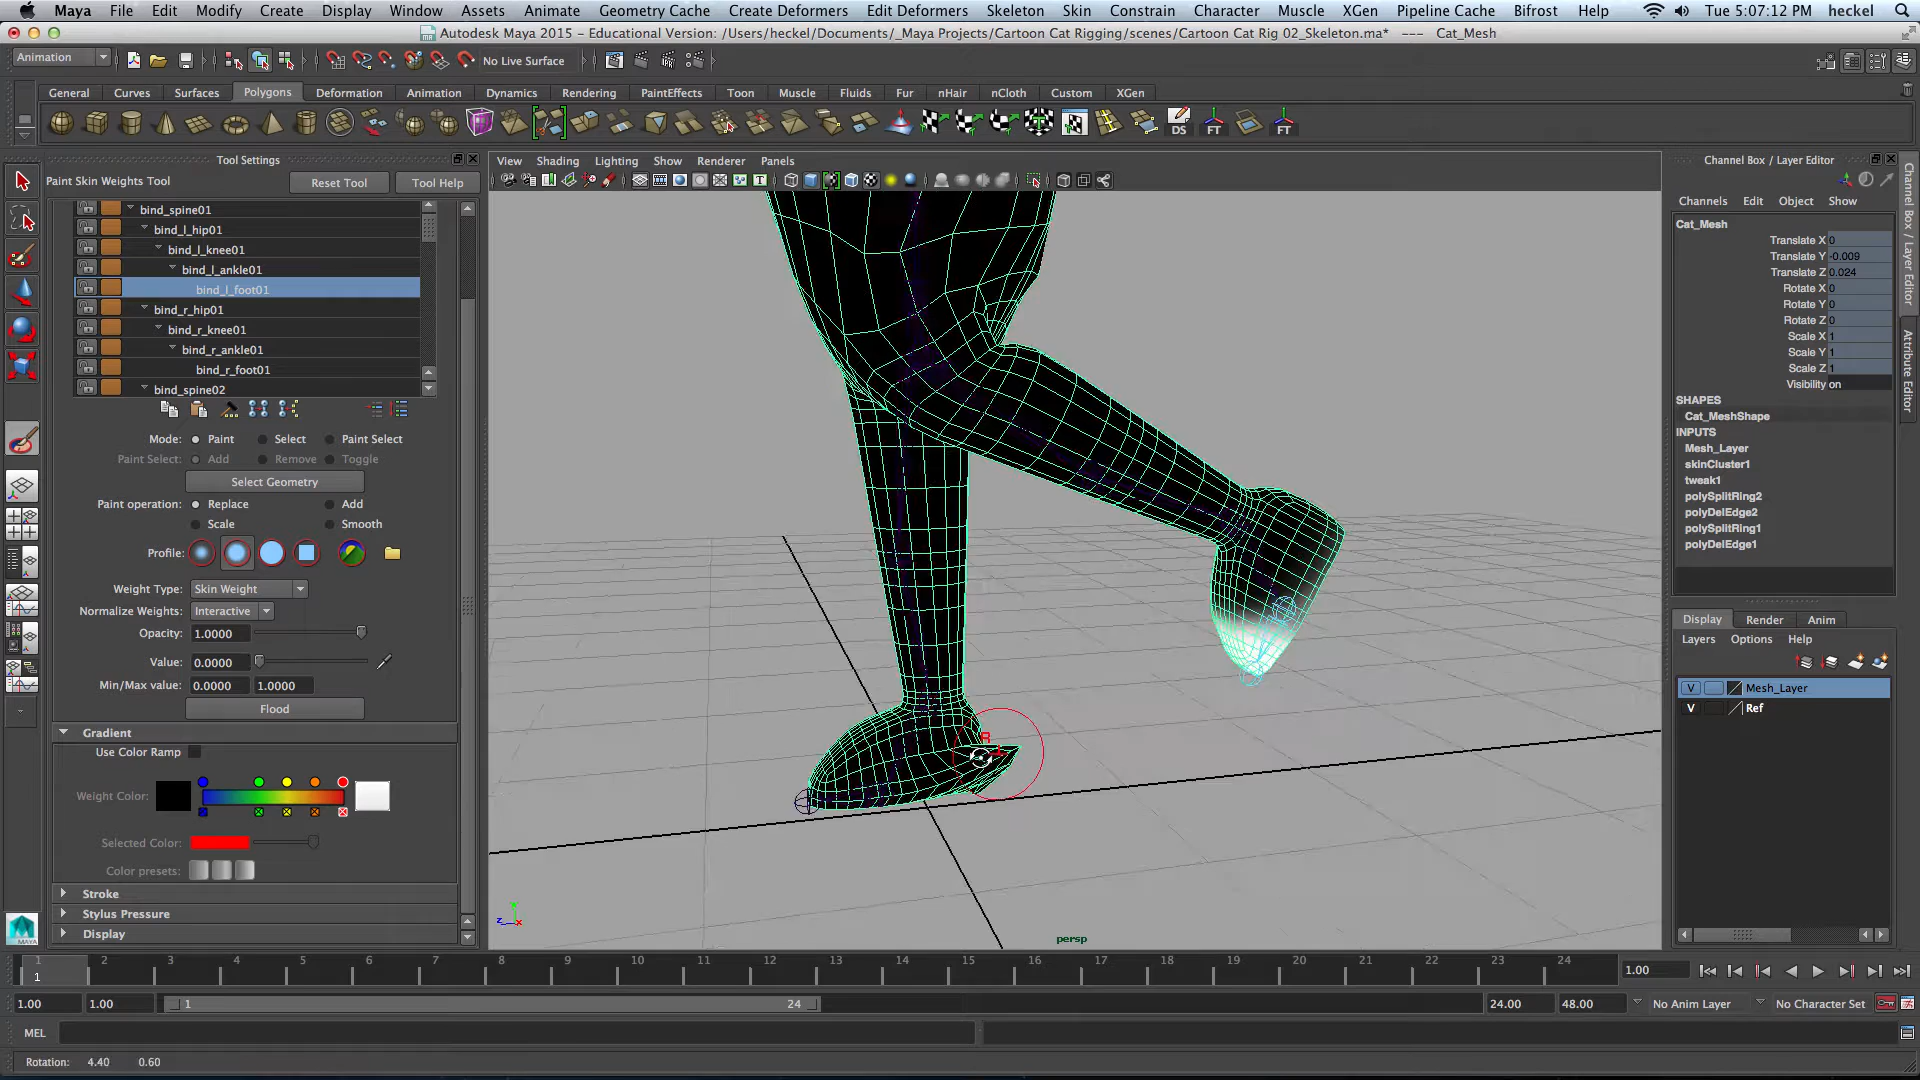 Maya File Edit Modify Create Display Window Assets Animate Geometry Cache Create Deformers Edit Deformers Skeleton Skin Constrain Character Muscle XGen Pipeline Cache Bifrost Help Tue 5:07:12 PM heckel
Autodesk Maya 2015 - Educational Version: /Users/heckel/Documents/_Maya Projects/Cartoon Cat Rigging/scenes/Cartoon Cat Rig 02_Skeleton.ma* --- Cat_Mesh
Animation No Live Surface
General Curves Surfaces Polygons Deformation Animation Dynamics Rendering PaintEffects Toon Muscle Fluids Fur nHair nCloth Custom XGen
DS FT FT
Tool Settings
Paint Skin Weights Tool Reset Tool Tool Help
bind_spine01
bind_l_hip01
bind_l_knee01
bind_l_ankle01
bind_l_foot01
bind_r_hip01
bind_r_knee01
bind_r_ankle01
bind_r_foot01
bind_spine02
Mode: Paint Select Paint Select
Paint Select: Add Remove Toggle
Select Geometry
Paint operation: Replace Add
Scale Smooth
Profile:
Weight Type: Skin Weight
Normalize Weights: Interactive
Opacity: 1.0000
Value: 0.0000
Min/Max value: 0.0000 1.0000
Flood
Gradient
Use Color Ramp
Weight Color:
Selected Color:
Color presets:
Stroke
Stylus Pressure
Display
MAYA
View Shading Lighting Show Renderer Panels
R
y
z x
persp
Channel Box / Layer Editor
Channels Edit Object Show
Cat_Mesh
Translate X 0
Translate Y -0.009
Translate Z 0.024
Rotate X 0
Rotate Y 0
Rotate Z 0
Scale X 1
Scale Y 1
Scale Z 1
Visibility on
SHAPES
Cat_MeshShape
INPUTS
Mesh_Layer
skinCluster1
tweak1
polySplitRing2
polyDelEdge2
polySplitRing1
polyDelEdge1
Display Render Anim
Layers Options Help
V Mesh_Layer
V Ref
Channel Box / Layer Editor
Attribute Editor
1 2 3 4 5 6 7 8 9 10 11 12 13 14 15 16 17 18 19 20 21 22 23 24
1 1.00
1.00 1.00 1 24 24.00 48.00 No Anim Layer No Character Set
MEL
Rotation: 4.40 0.60